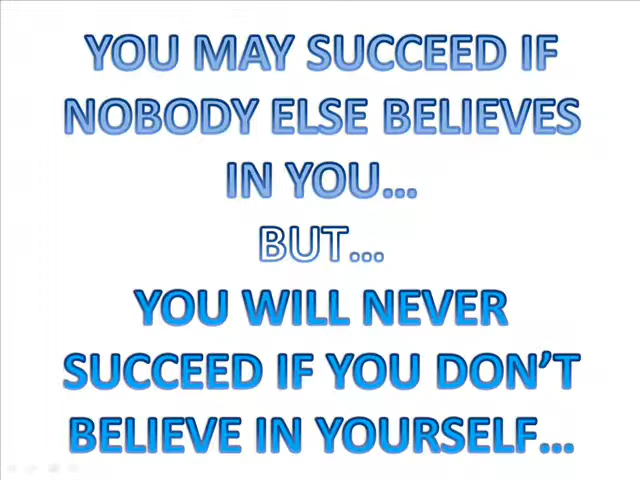 YOU MAY SUCCEED IF
NOBODY ELSE BELIEVES
IN YOU...
BUT...
YOU WILL NEVER
SUCCEED IF YOU DON'T
BELIEVE IN YOURSELF...